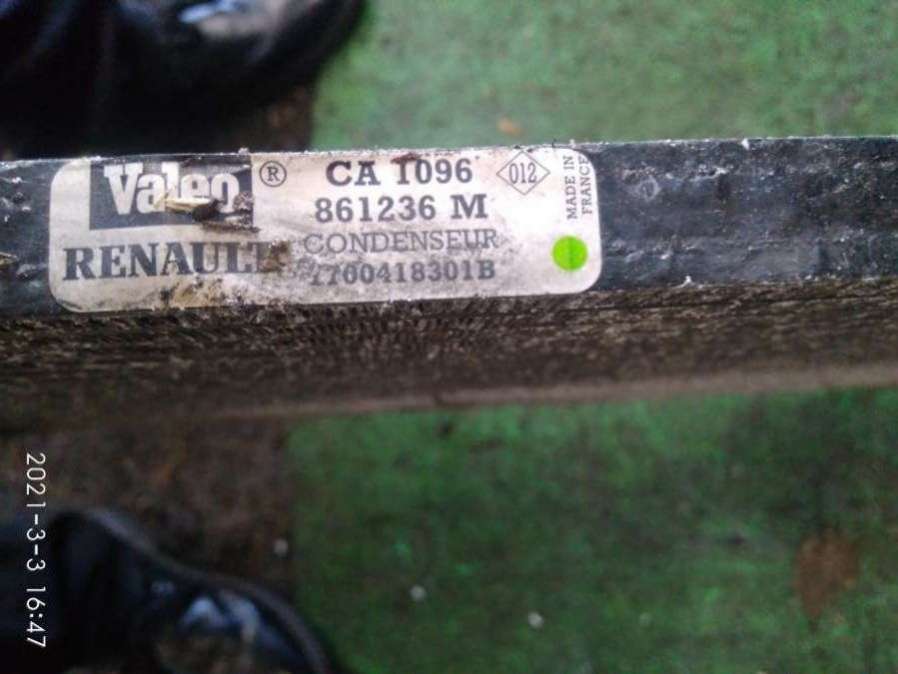 Valeo ® CA 1096 012
861236 M
RENAULT CONDENSEUR
7700418301B
MADE IN
FRANCE
2021-3-3 16:47